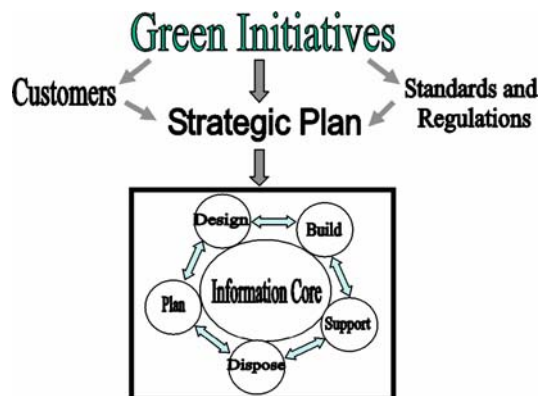 Green Initiatives
Customers
Standards and
Regulations
Strategic Plan
Design
Build
Information Core
Plan
Support
Dispose